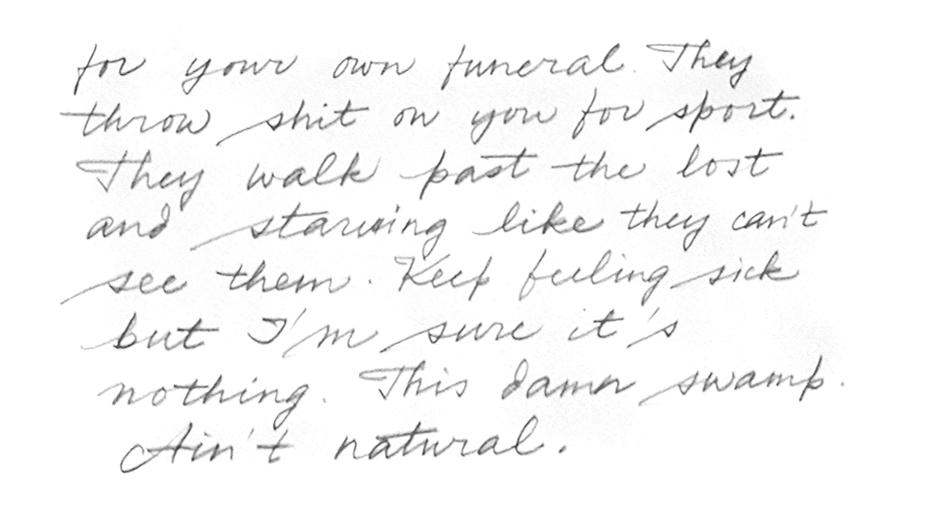 for your own funeral. They
throw shit on you for sport.
They walk past the lost
and starving like they can't
see them. Keep feeling sick
but I'm sure it's
nothing. This damn swamp.
Ain't natural.